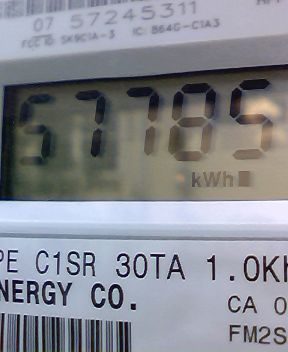 07 57245311
FCC ID SK9C1A-3 IC: 864G-C1A3
57785
kWh
PE C1SR 30TA 1.0Kh
NERGY CO.
CA 0
FM2S